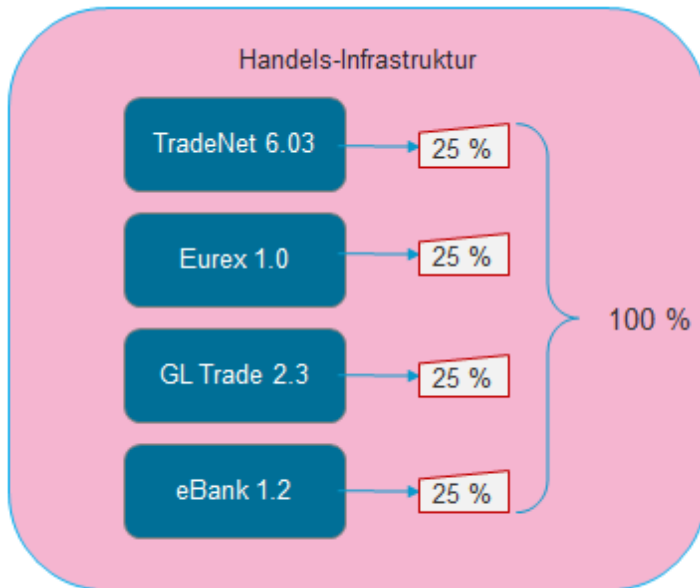 Handels-Infrastruktur
TradeNet 6.03
25 %
Eurex 1.0
25 %
100 %
GL Trade 2.3
25 %
eBank 1.2
25 %